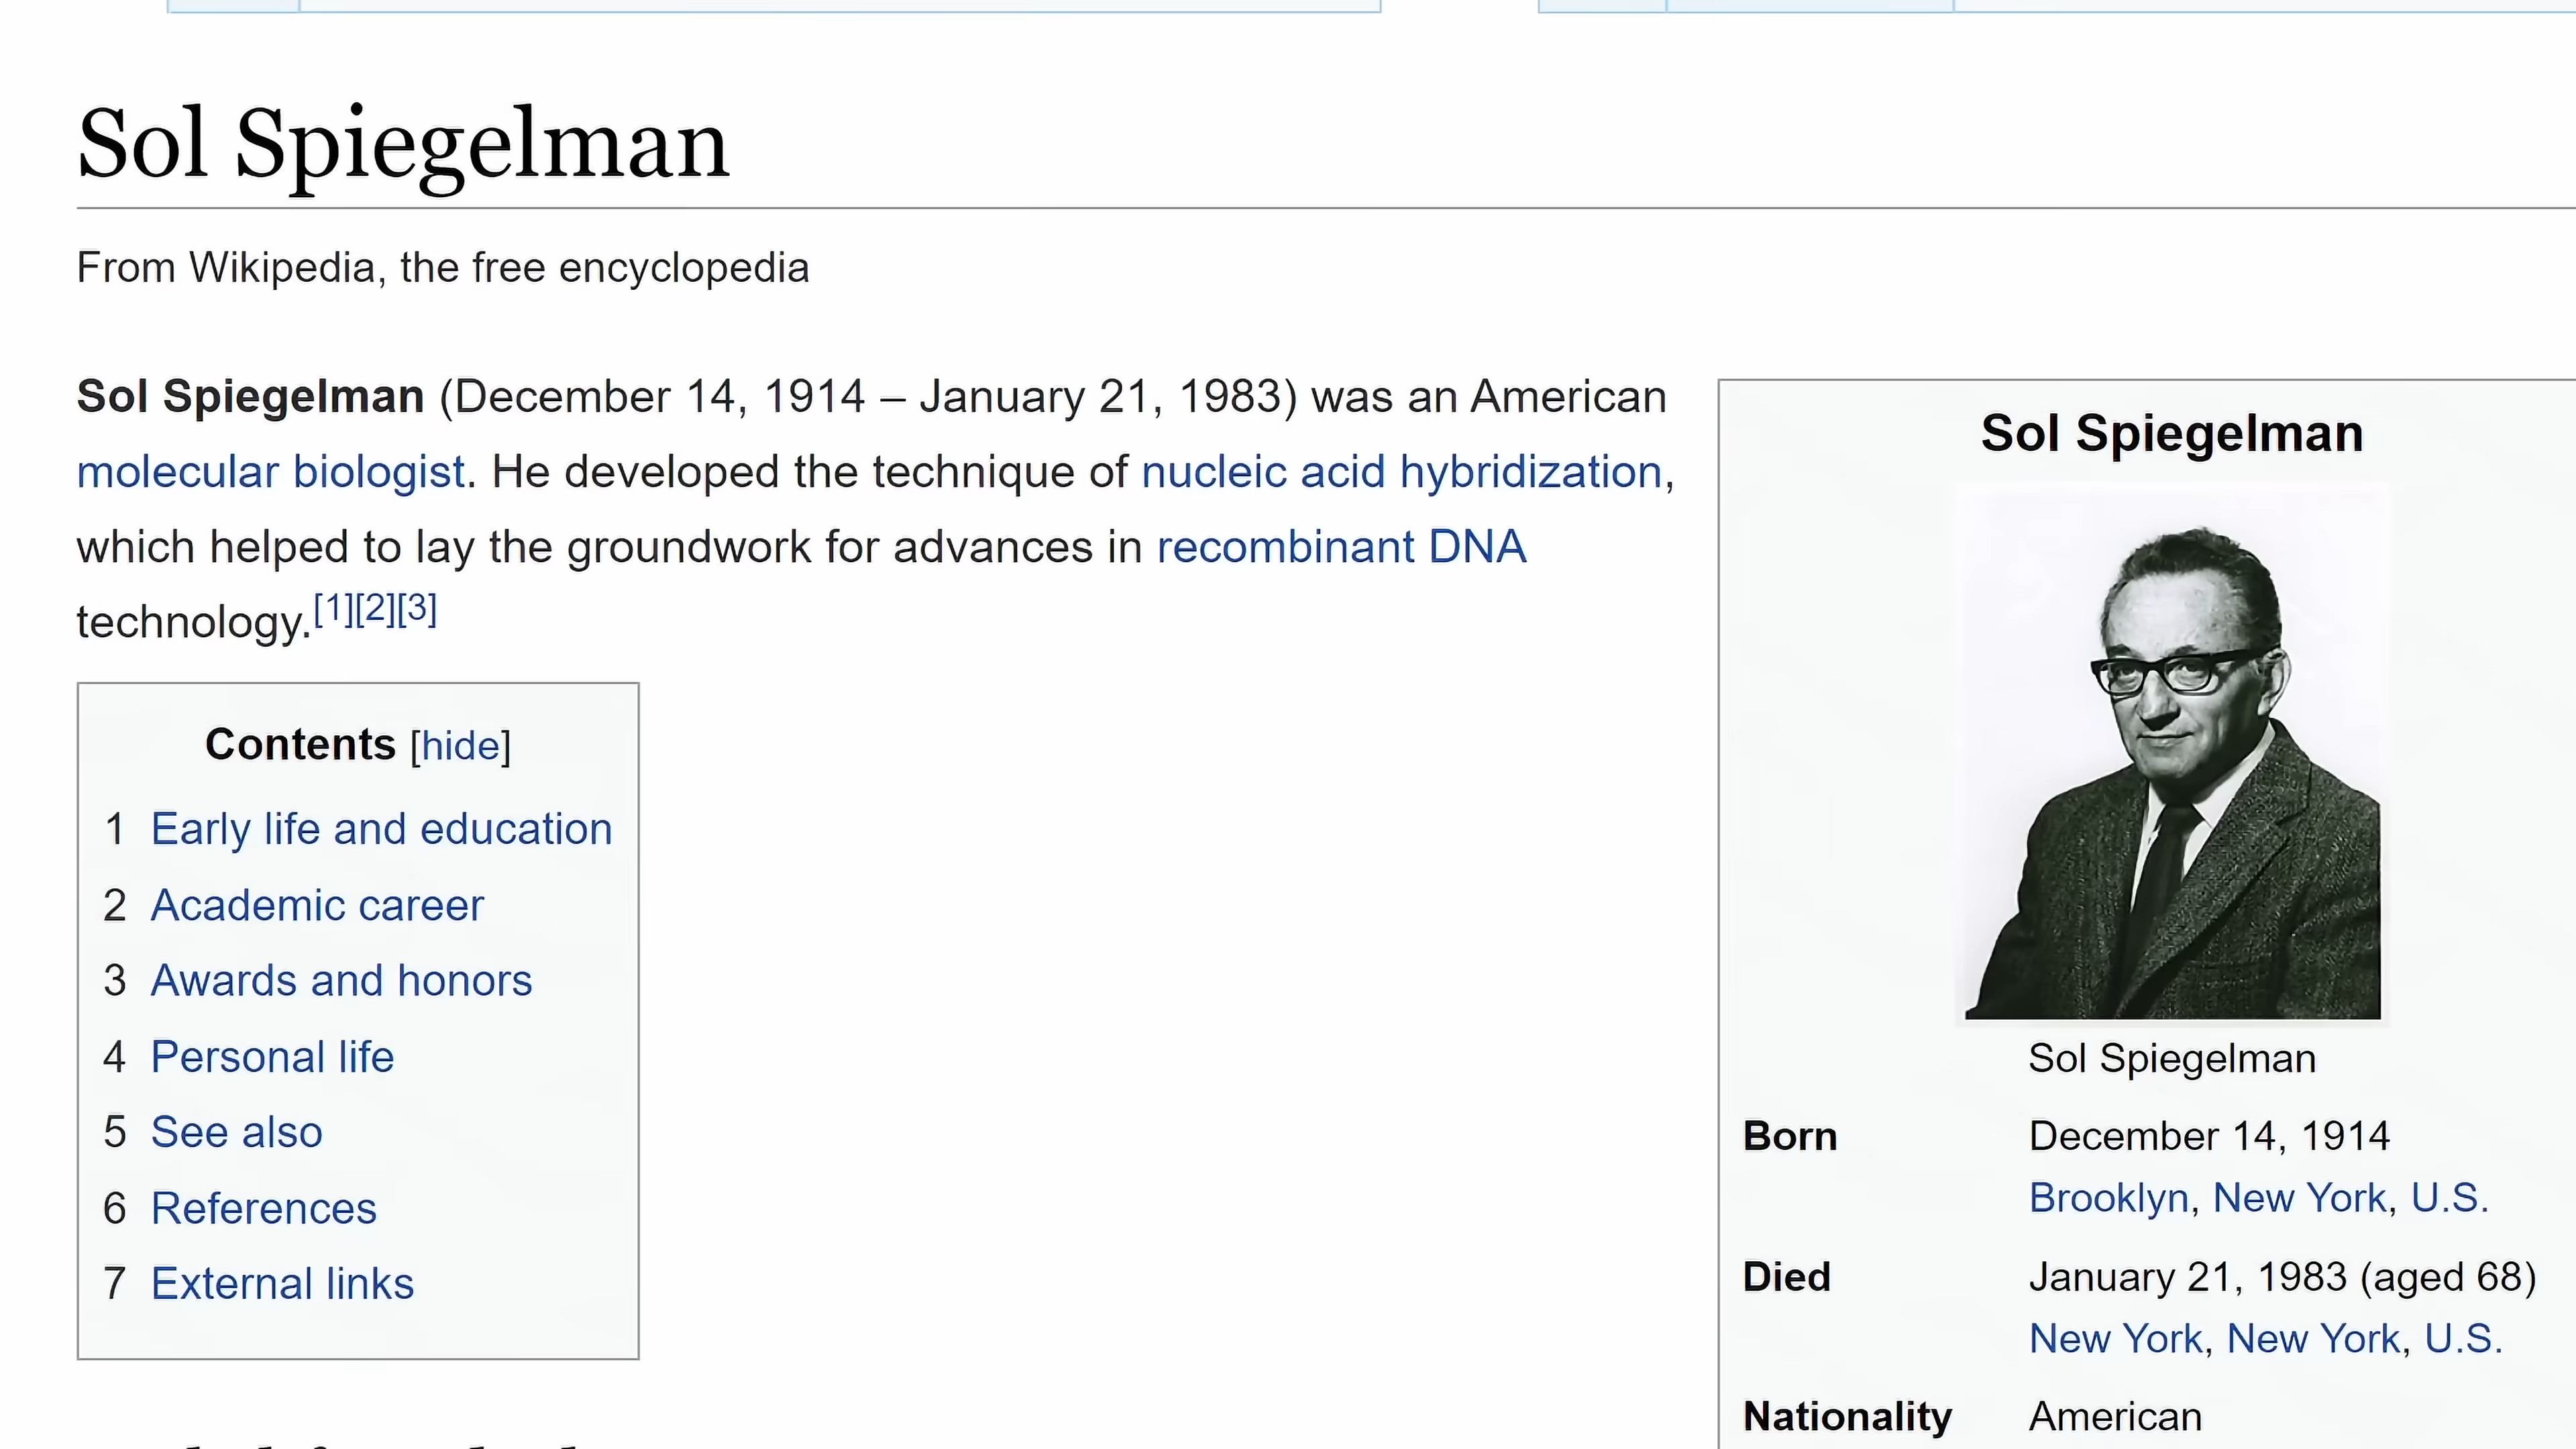 Sol Spiegelman
From Wikipedia, the free encyclopedia
Sol Spiegelman (December 14, 1914 – January 21, 1983) was an American
molecular biologist. He developed the technique of nucleic acid hybridization,
which helped to lay the groundwork for advances in recombinant DNA
technology.[1][2][3]
Contents [hide]
1 Early life and education
2 Academic career
3 Awards and honors
4 Personal life
5 See also
6 References
7 External links
Sol Spiegelman
Sol Spiegelman
Born December 14, 1914
Brooklyn, New York, U.S.
Died January 21, 1983 (aged 68)
New York, New York, U.S.
Nationality American